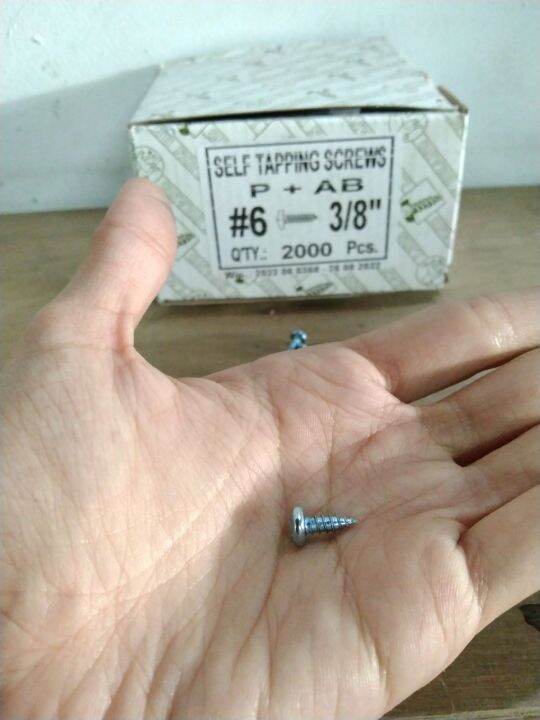 SELF TAPPING SCREWS
P + AB
#6 3/8"
Q'TY.: 2000 Pcs.